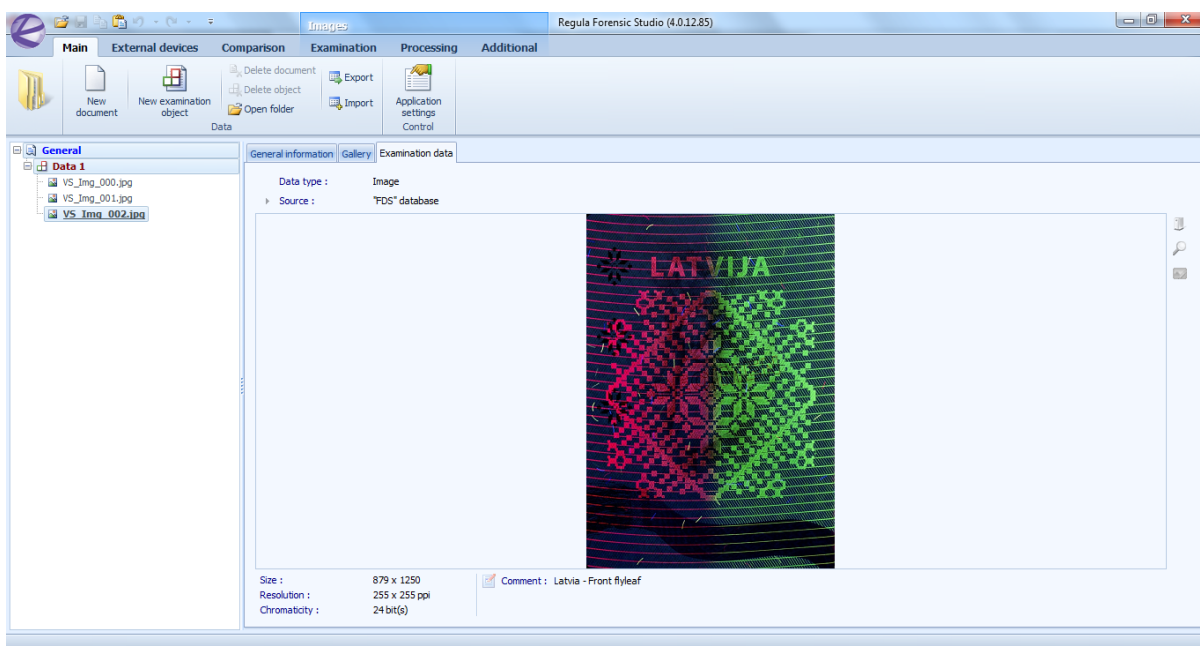 Images
Regula Forensic Studio (4.0.12.85)
Main External devices Comparison Examination Processing Additional
New document
New examination object
Delete document
Delete object
Open folder
Export
Import
Application settings
Data
Control
General
Data 1
VS_Img_000.jpg
VS_Img_001.jpg
VS_Img_002.jpg
General information Gallery Examination data
Data type : Image
Source : "FDS" database
LATVIJA
Size : 879 x 1250
Resolution : 255 x 255 ppi
Chromaticity : 24 bit(s)
Comment : Latvia - Front flyleaf